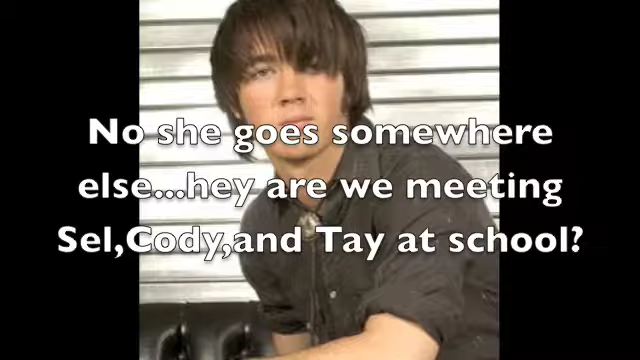 No she goes somewhere
else...hey are we meeting
Sel,Cody,and Tay at school?